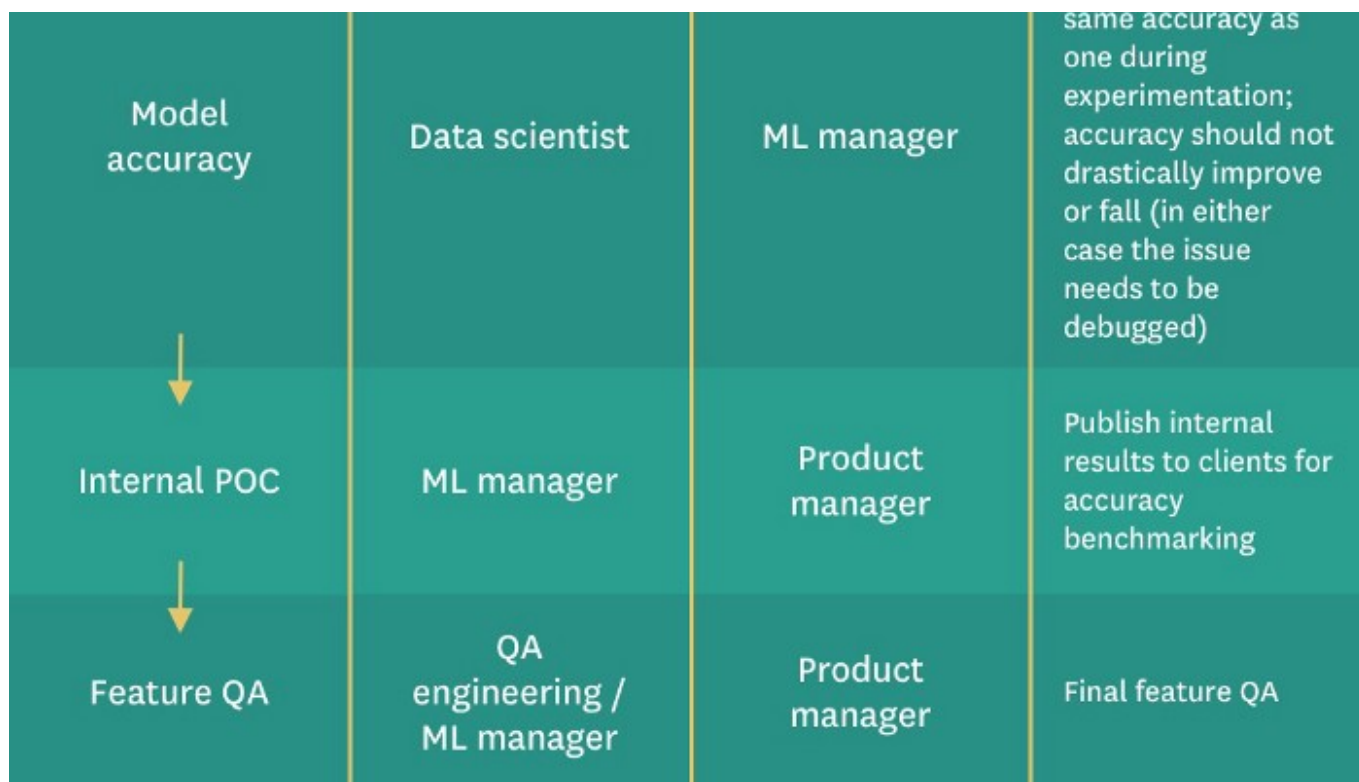 Model
accuracy
Data scientist
ML manager
same accuracy as
one during
experimentation;
accuracy should not
drastically improve
or fall (in either
case the issue
needs to be
debugged)
Internal POC
ML manager
Product
manager
Publish internal
results to clients for
accuracy
benchmarking
Feature QA
QA
engineering /
ML manager
Product
manager
Final feature QA